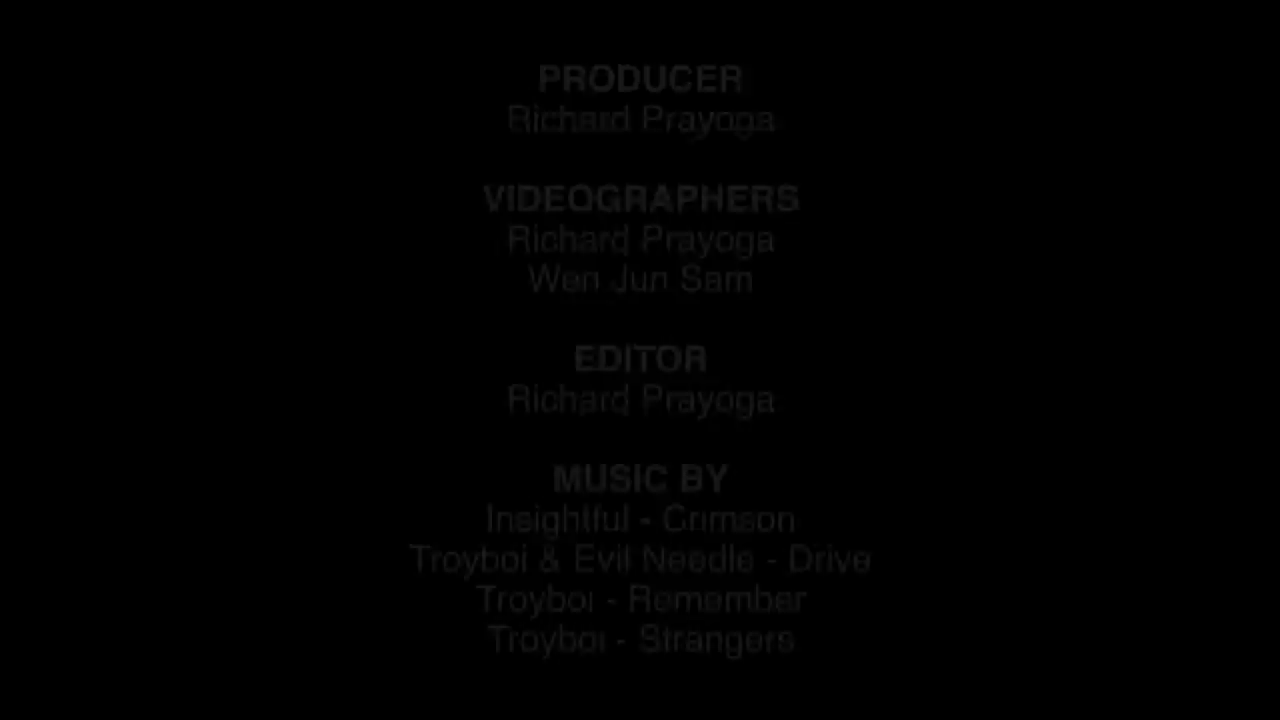 PRODUCER
Richard Prayoga
VIDEOGRAPHERS
Richard Prayoga
Wen Jun Sam
EDITOR
Richard Prayoga
MUSIC BY
Insightful - Crimson
Troyboi & Evil Needle - Drive
Troyboi - Remember
Troyboi - Strangers